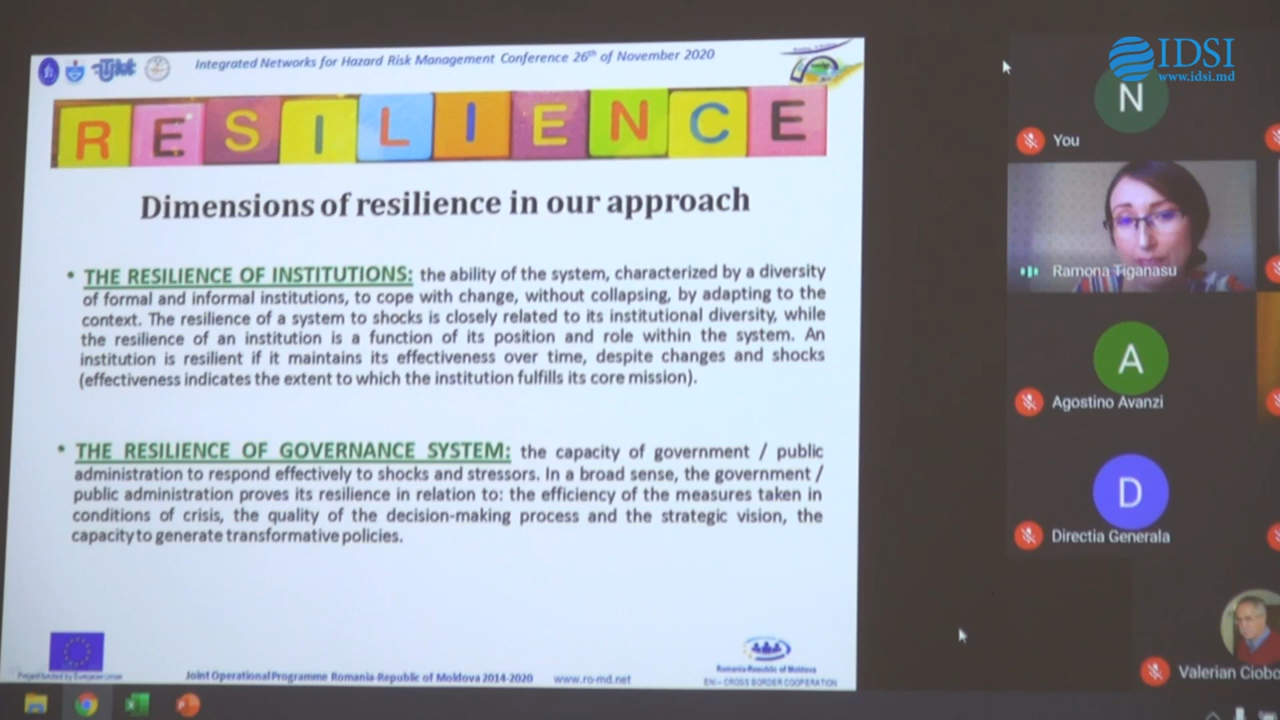 Integrated Networks for Hazard Risk Management Conference 26th of November 2020
RESILIENCE
Dimensions of resilience in our approach
• THE RESILIENCE OF INSTITUTIONS: the ability of the system, characterized by a diversity
of formal and informal institutions, to cope with change, without collapsing, by adapting to the
context. The resilience of a system to shocks is closely related to its institutional diversity, while
the resilience of an institution is a function of its position and role within the system. An
institution is resilient if it maintains its effectiveness over time, despite changes and shocks
(effectiveness indicates the extent to which the institution fulfills its core mission).
• THE RESILIENCE OF GOVERNANCE SYSTEM: the capacity of government / public
administration to respond effectively to shocks and stressors. In a broad sense, the government /
public administration proves its resilience in relation to: the efficiency of the measures taken in
conditions of crisis, the quality of the decision-making process and the strategic vision, the
capacity to generate transformative policies.
Project funded by European Union
Joint Operational Programme Romania-Republic of Moldova 2014-2020 www.ro-md.net
Romania-Republic of Moldova
ENI - CROSS BORDER COOPERATION
IDSI
www.idsi.md
N
You
Ramona Tiganasu
A
Agostino Avanzi
D
Directia Generala
Valerian Ciobo